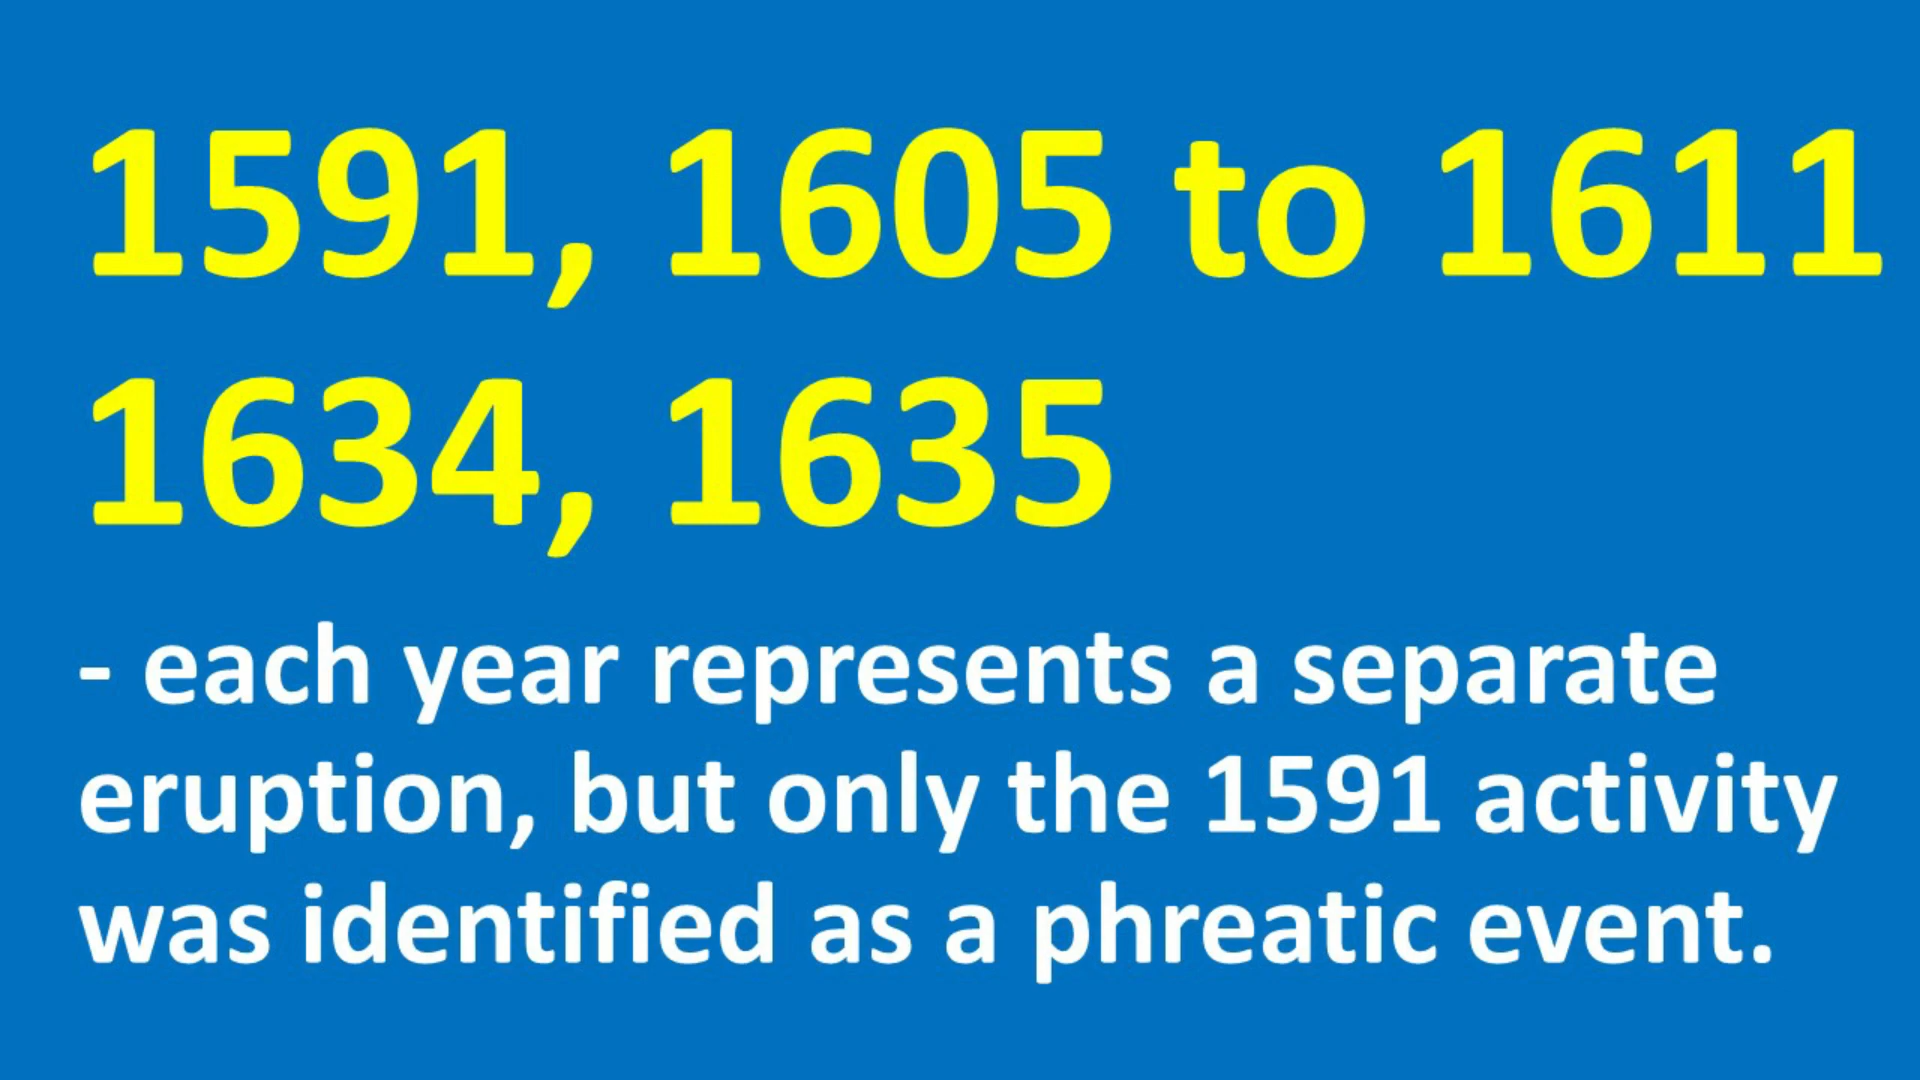 1591, 1605 to 1611
1634, 1635
- each year represents a separate
eruption, but only the 1591 activity
was identified as a phreatic event.